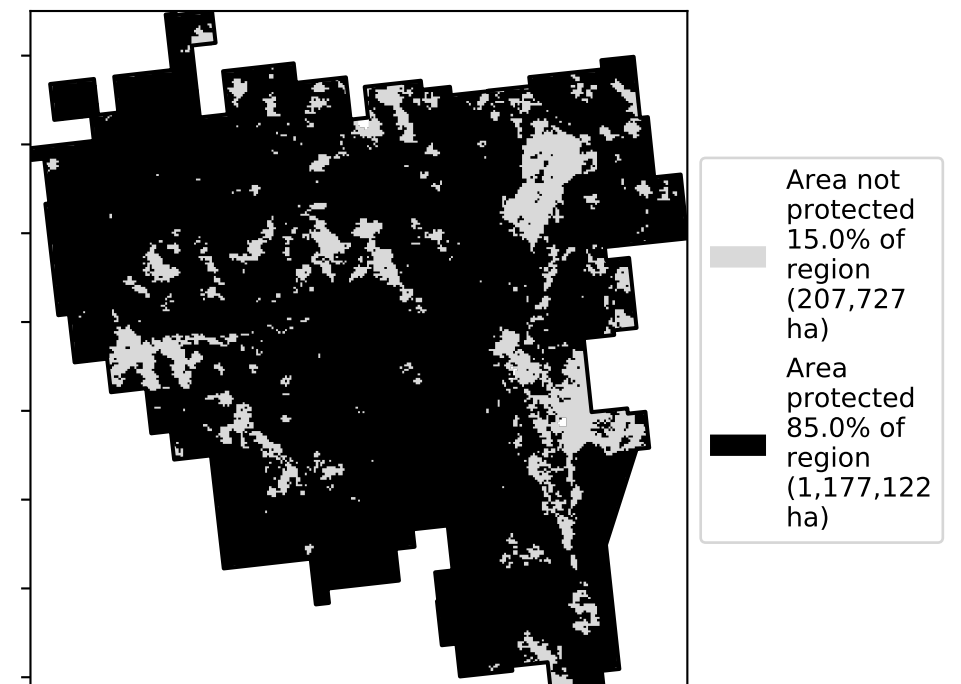 Area not
protected
15.0% of
region
(207,727
ha)
Area
protected
85.0% of
region
(1,177,122
ha)